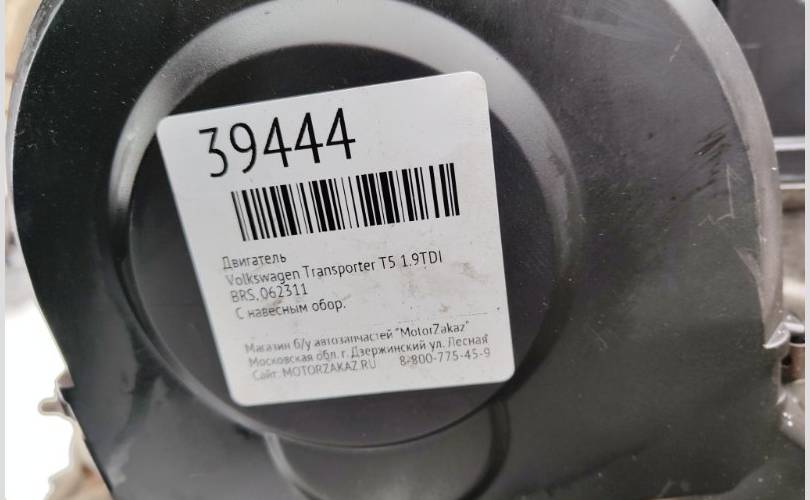 39444
Двигатель
Volkswagen Transporter T5 1.9TDI
BRS, 062311
С навесным обор.
Магазин б/у автозапчастей "MotorZakaz"
Московская обл. г. Дзержинский ул. Лесная
Сайт: MOTORZAKAZ.RU 8-800-775-45-9